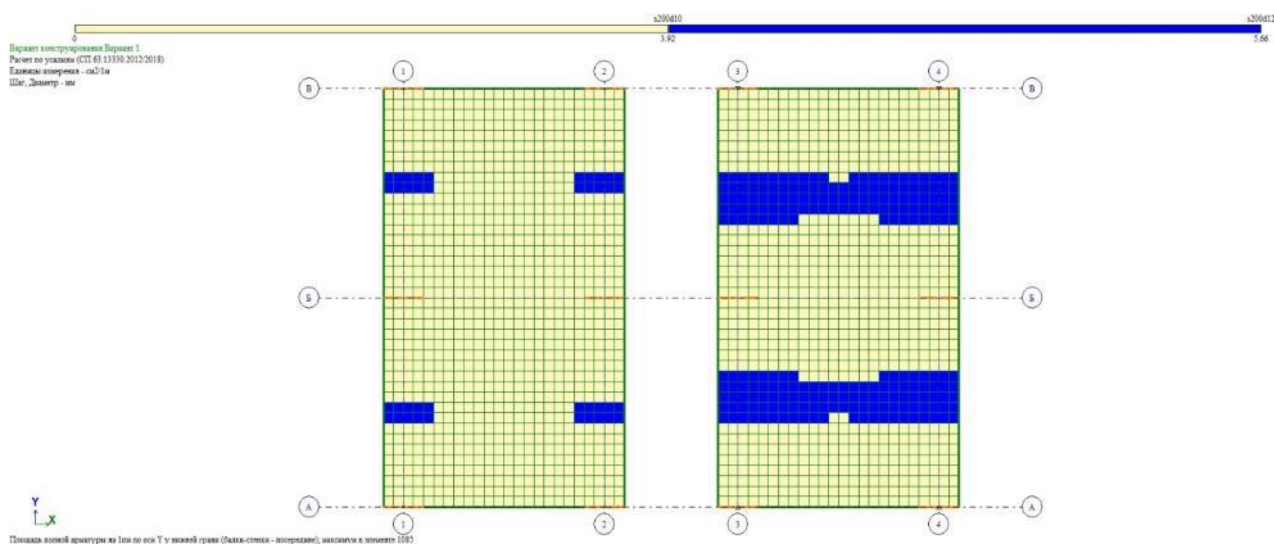 s200d10 s200d12
0 3.92 5.66
Вариант конструирования:Вариант 1
Расчет по усилиям (СП 63.13330.2012/2018)
Единицы измерения - см2/1м
Шаг, Диаметр - мм
1 2 3 4
В В В
Б Б
А А
1 2 3 4
Y
X
Площадь полной арматуры на 1пм по оси Y у нижней грани (балки-стенки - посередине); максимум в элементе 1085